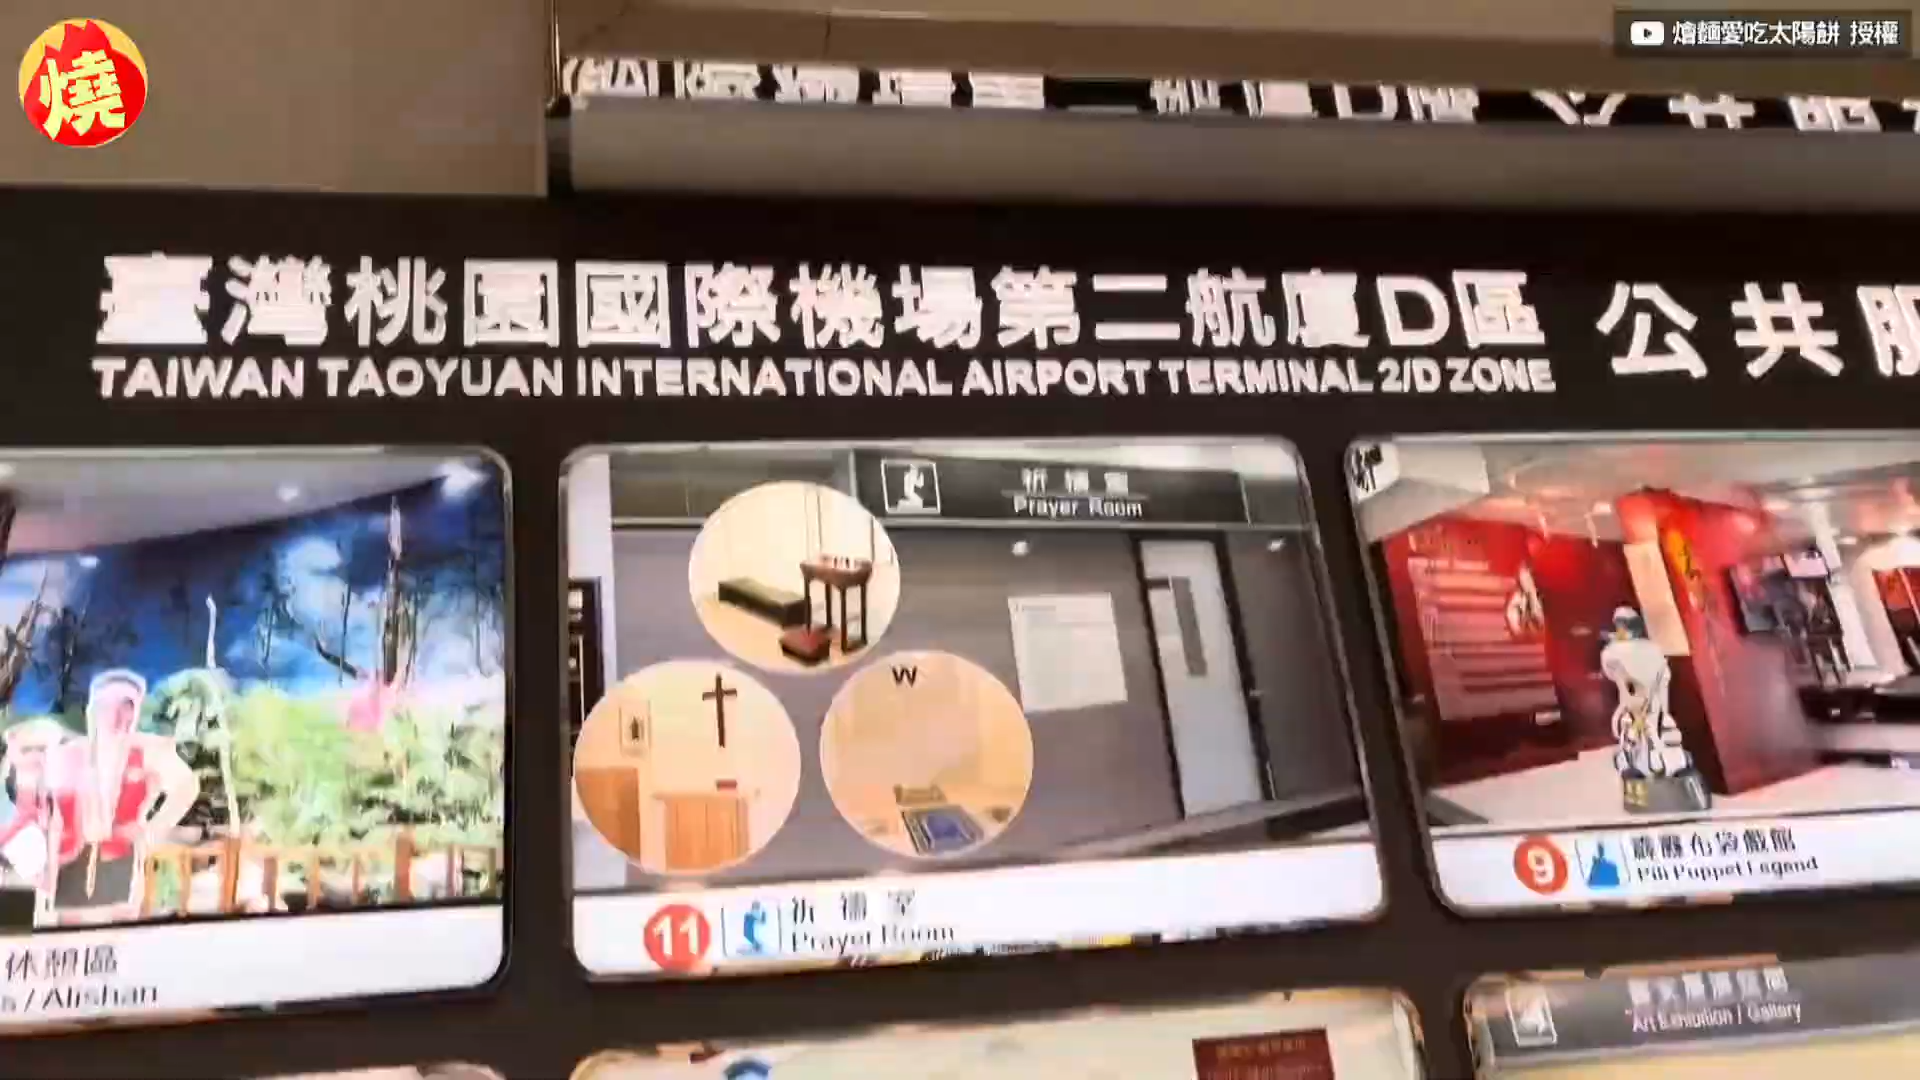 燒
燴麵愛吃太陽餅 授權
臺灣桃園國際機場第二航廈D區 公共服
TAIWAN TAOYUAN INTERNATIONAL AIRPORT TERMINAL 2/D ZONE
祈禱室
Prayer Room
W
11 祈禱室
Prayer Room
9 霹靂布袋戲館
Pili Puppet Legend
休憩區
s / Alishan
Art Exhibition / Gallery